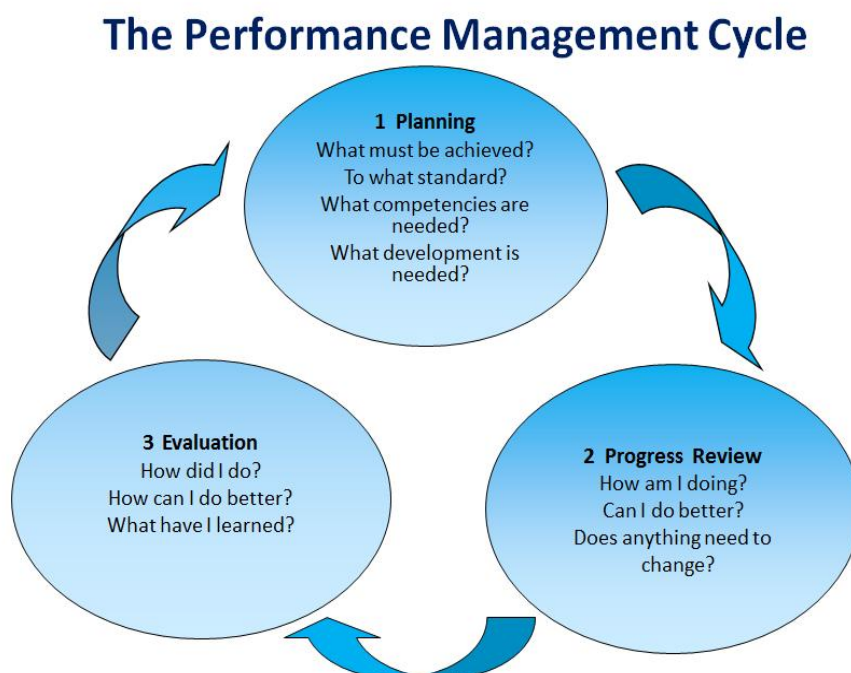 The Performance Management Cycle
1 Planning
What must be achieved?
To what standard?
What competencies are
needed?
What development is
needed?
2 Progress Review
How am I doing?
Can I do better?
Does anything need to
change?
3 Evaluation
How did I do?
How can I do better?
What have I learned?